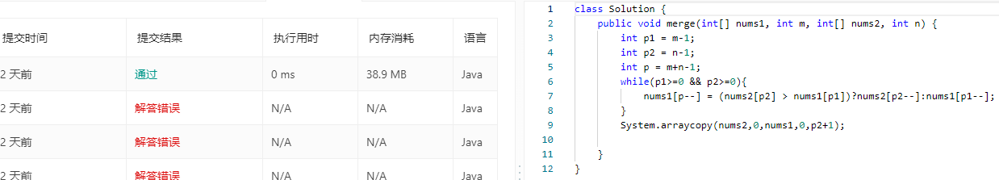 提交时间 提交结果 执行用时 内存消耗 语言
2 天前 通过 0 ms 38.9 MB Java
2 天前 解答错误 N/A N/A Java
2 天前 解答错误 N/A N/A Java
2 天前 解答错误 N/A N/A Java
1 class Solution {
2 public void merge(int[] nums1, int m, int[] nums2, int n) {
3 int p1 = m-1;
4 int p2 = n-1;
5 int p = m+n-1;
6 while(p1>=0 && p2>=0){
7 nums1[p--] = (nums2[p2] > nums1[p1])?nums2[p2--]:nums1[p1--];
8 }
9 System.arraycopy(nums2,0,nums1,0,p2+1);
10
11 }
12 }